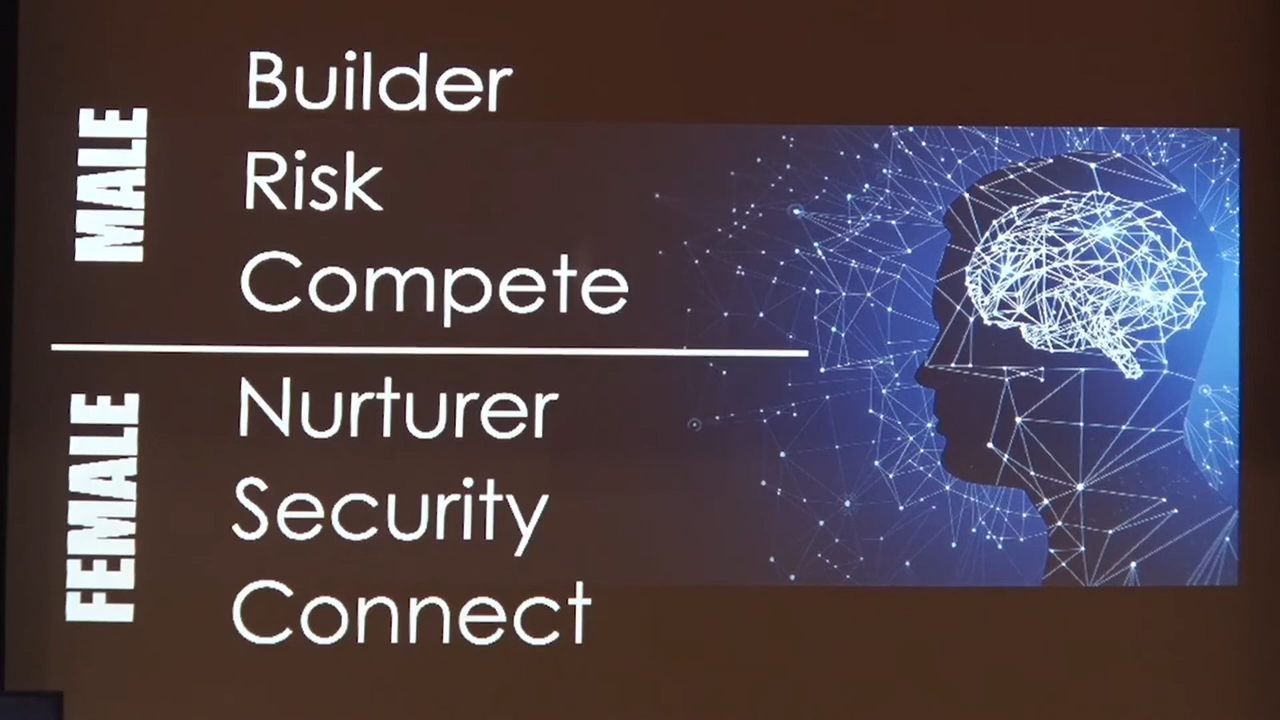 MALE
Builder
Risk
Compete
FEMALE
Nurturer
Security
Connect